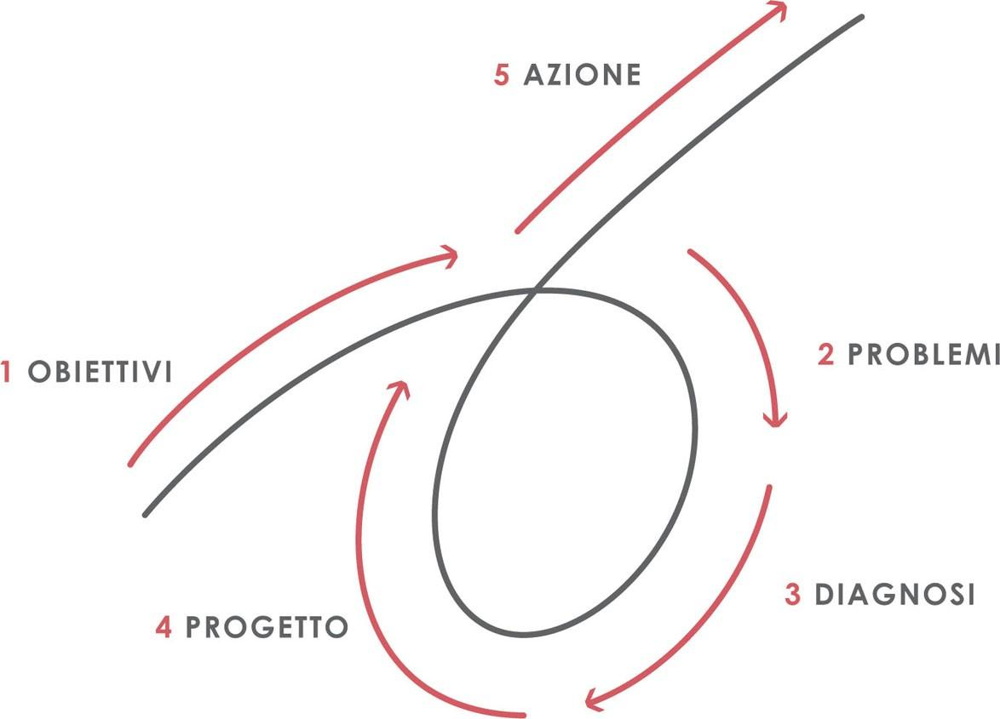 1 OBIETTIVI
2 PROBLEMI
3 DIAGNOSI
4 PROGETTO
5 AZIONE